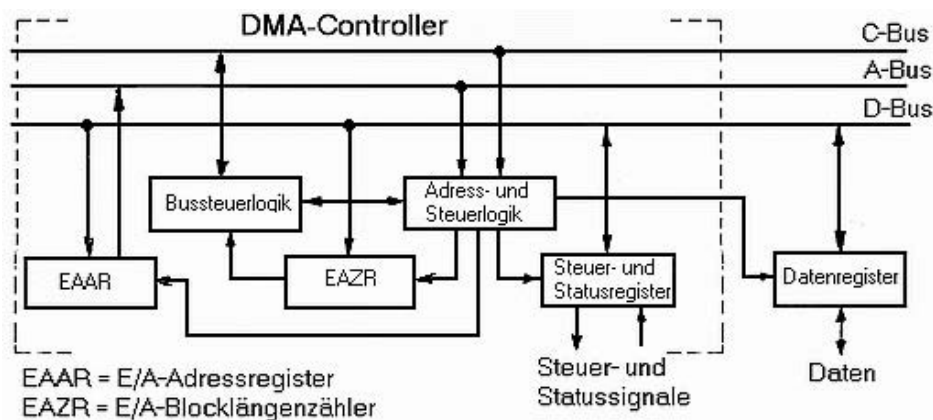 DMA-Controller
C-Bus
A-Bus
D-Bus
Bussteuerlogik
Adress- und
Steuerlogik
EAAR
EAZR
Steuer- und
Statusregister
Datenregister
Steuer- und
Statussignale
Daten
EAAR = E/A-Adressregister
EAZR = E/A-Blocklängenzähler